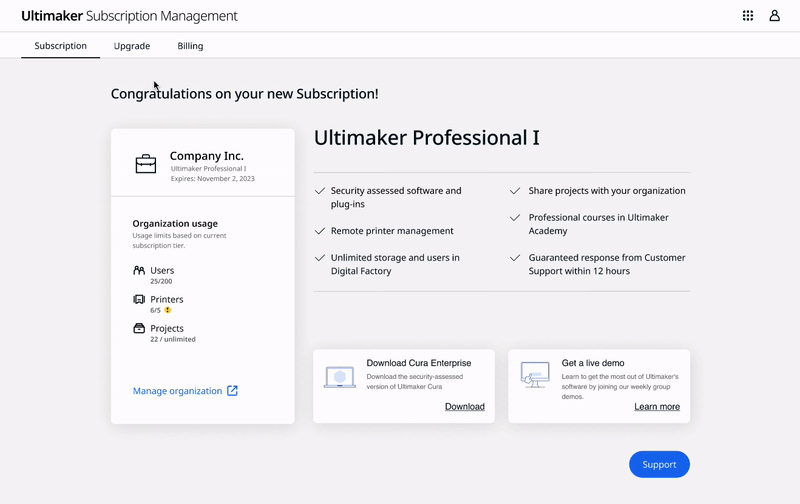 Ultimaker Subscription Management
Subscription
Upgrade
Billing
Congratulations on your new Subscription!
Company Inc.
Ultimaker Professional I
Expires: November 2, 2023
Organization usage
Usage limits based on current
subscription tier.
Users
25/200
Printers
6/5
Projects
22 / unlimited
Manage organization
Ultimaker Professional I
Security assessed software and
plug-ins
Remote printer management
Unlimited storage and users in
Digital Factory
Share projects with your organization
Professional courses in Ultimaker
Academy
Guaranteed response from Customer
Support within 12 hours
Download Cura Enterprise
Download the security-assessed
version of Ultimaker Cura
Download
Get a live demo
Learn to get the most out of Ultimaker's
software by joining our weekly group
demos.
Learn more
Support